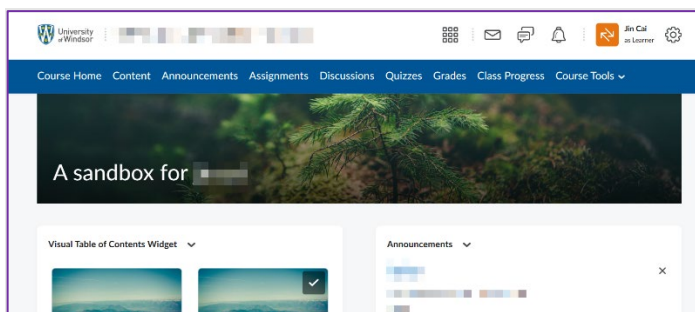 University
of Windsor
Jin Cai
as Learner
Course Home Content Announcements Assignments Discussions Quizzes Grades Class Progress Course Tools
A sandbox for
Visual Table of Contents Widget
Announcements